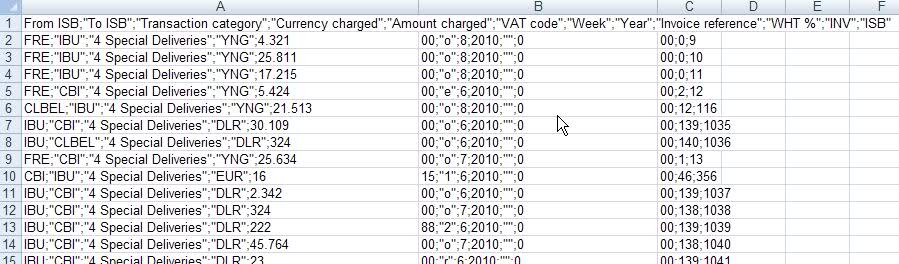 A B C D E F
1 From ISB;"To ISB";"Transaction category";"Currency charged";"Amount charged";"VAT code";"Week";"Year";"Invoice reference";"WHT %";"INV";"ISB"
2 FRE;"IBU";"4 Special Deliveries";"YNG";4.321 00;"o";8;2010;"";0 00;0;9
3 FRE;"IBU";"4 Special Deliveries";"YNG";25.811 00;"o";8;2010;"";0 00;0;10
4 FRE;"IBU";"4 Special Deliveries";"YNG";17.215 00;"o";8;2010;"";0 00;0;11
5 FRE;"CBI";"4 Special Deliveries";"YNG";5.424 00;"e";6;2010;"";0 00;2;12
6 CLBEL;"IBU";"4 Special Deliveries";"YNG";21.513 00;"o";8;2010;"";0 00;12;116
7 IBU;"CBI";"4 Special Deliveries";"DLR";30.109 00;"o";6;2010;"";0 00;139;1035
8 IBU;"CLBEL";"4 Special Deliveries";"DLR";324 00;"o";6;2010;"";0 00;140;1036
9 FRE;"CBI";"4 Special Deliveries";"YNG";25.634 00;"o";7;2010;"";0 00;1;13
10 CBI;"IBU";"4 Special Deliveries";"EUR";16 15;"1";6;2010;"";0 00;46;356
11 IBU;"CBI";"4 Special Deliveries";"DLR";2.342 00;"o";6;2010;"";0 00;139;1037
12 IBU;"CBI";"4 Special Deliveries";"DLR";324 00;"o";7;2010;"";0 00;138;1038
13 IBU;"CBI";"4 Special Deliveries";"DLR";222 88;"2";6;2010;"";0 00;139;1039
14 IBU;"CBI";"4 Special Deliveries";"DLR";45.764 00;"o";7;2010;"";0 00;138;1040
15 IBU;"CBI";"4 Special Deliveries";"DLR";23 00;"r";6;2010;"";0 00;139;1041